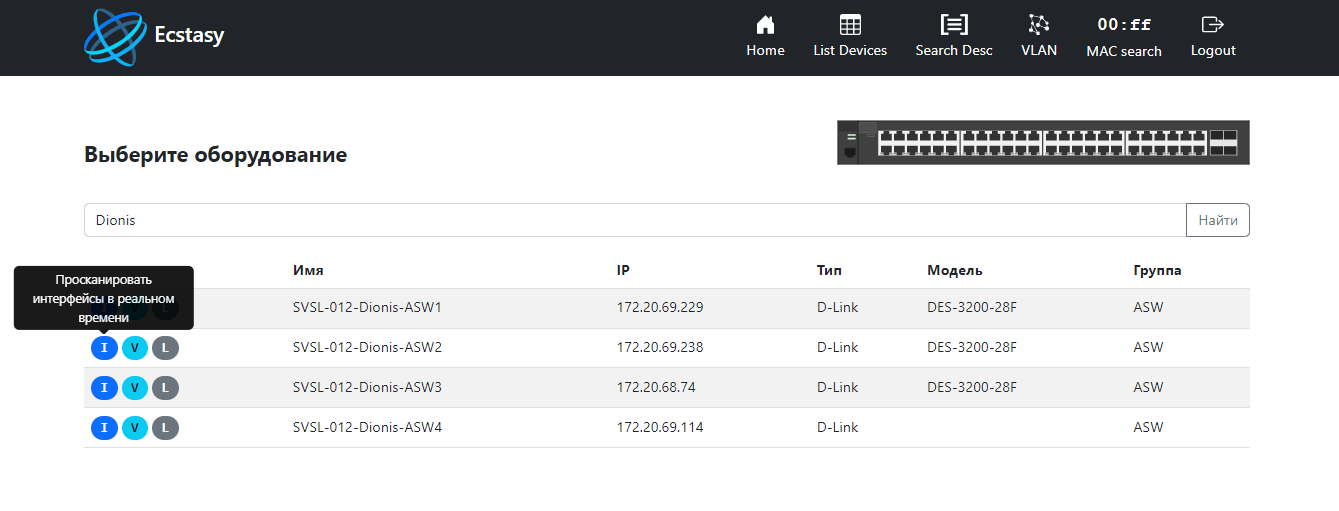 Ecstasy
Home
List Devices
Search Desc
VLAN
00:ff
MAC search
Logout
Выберите оборудование
Dionis
Найти
Имя IP Тип Модель Группа
Просканировать
интерфейсы в реальном
времени
SVSL-012-Dionis-ASW1 172.20.69.229 D-Link DES-3200-28F ASW
I V L SVSL-012-Dionis-ASW2 172.20.69.238 D-Link DES-3200-28F ASW
I V L SVSL-012-Dionis-ASW3 172.20.68.74 D-Link DES-3200-28F ASW
I V L SVSL-012-Dionis-ASW4 172.20.69.114 D-Link ASW